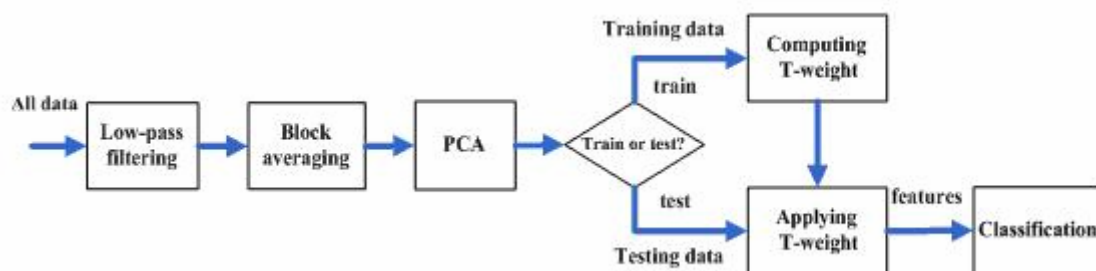 All data
Low-pass
filtering
Block
averaging
PCA
Train or test?
Training data
train
Computing
T-weight
test
Testing data
Applying
T-weight
features
Classification